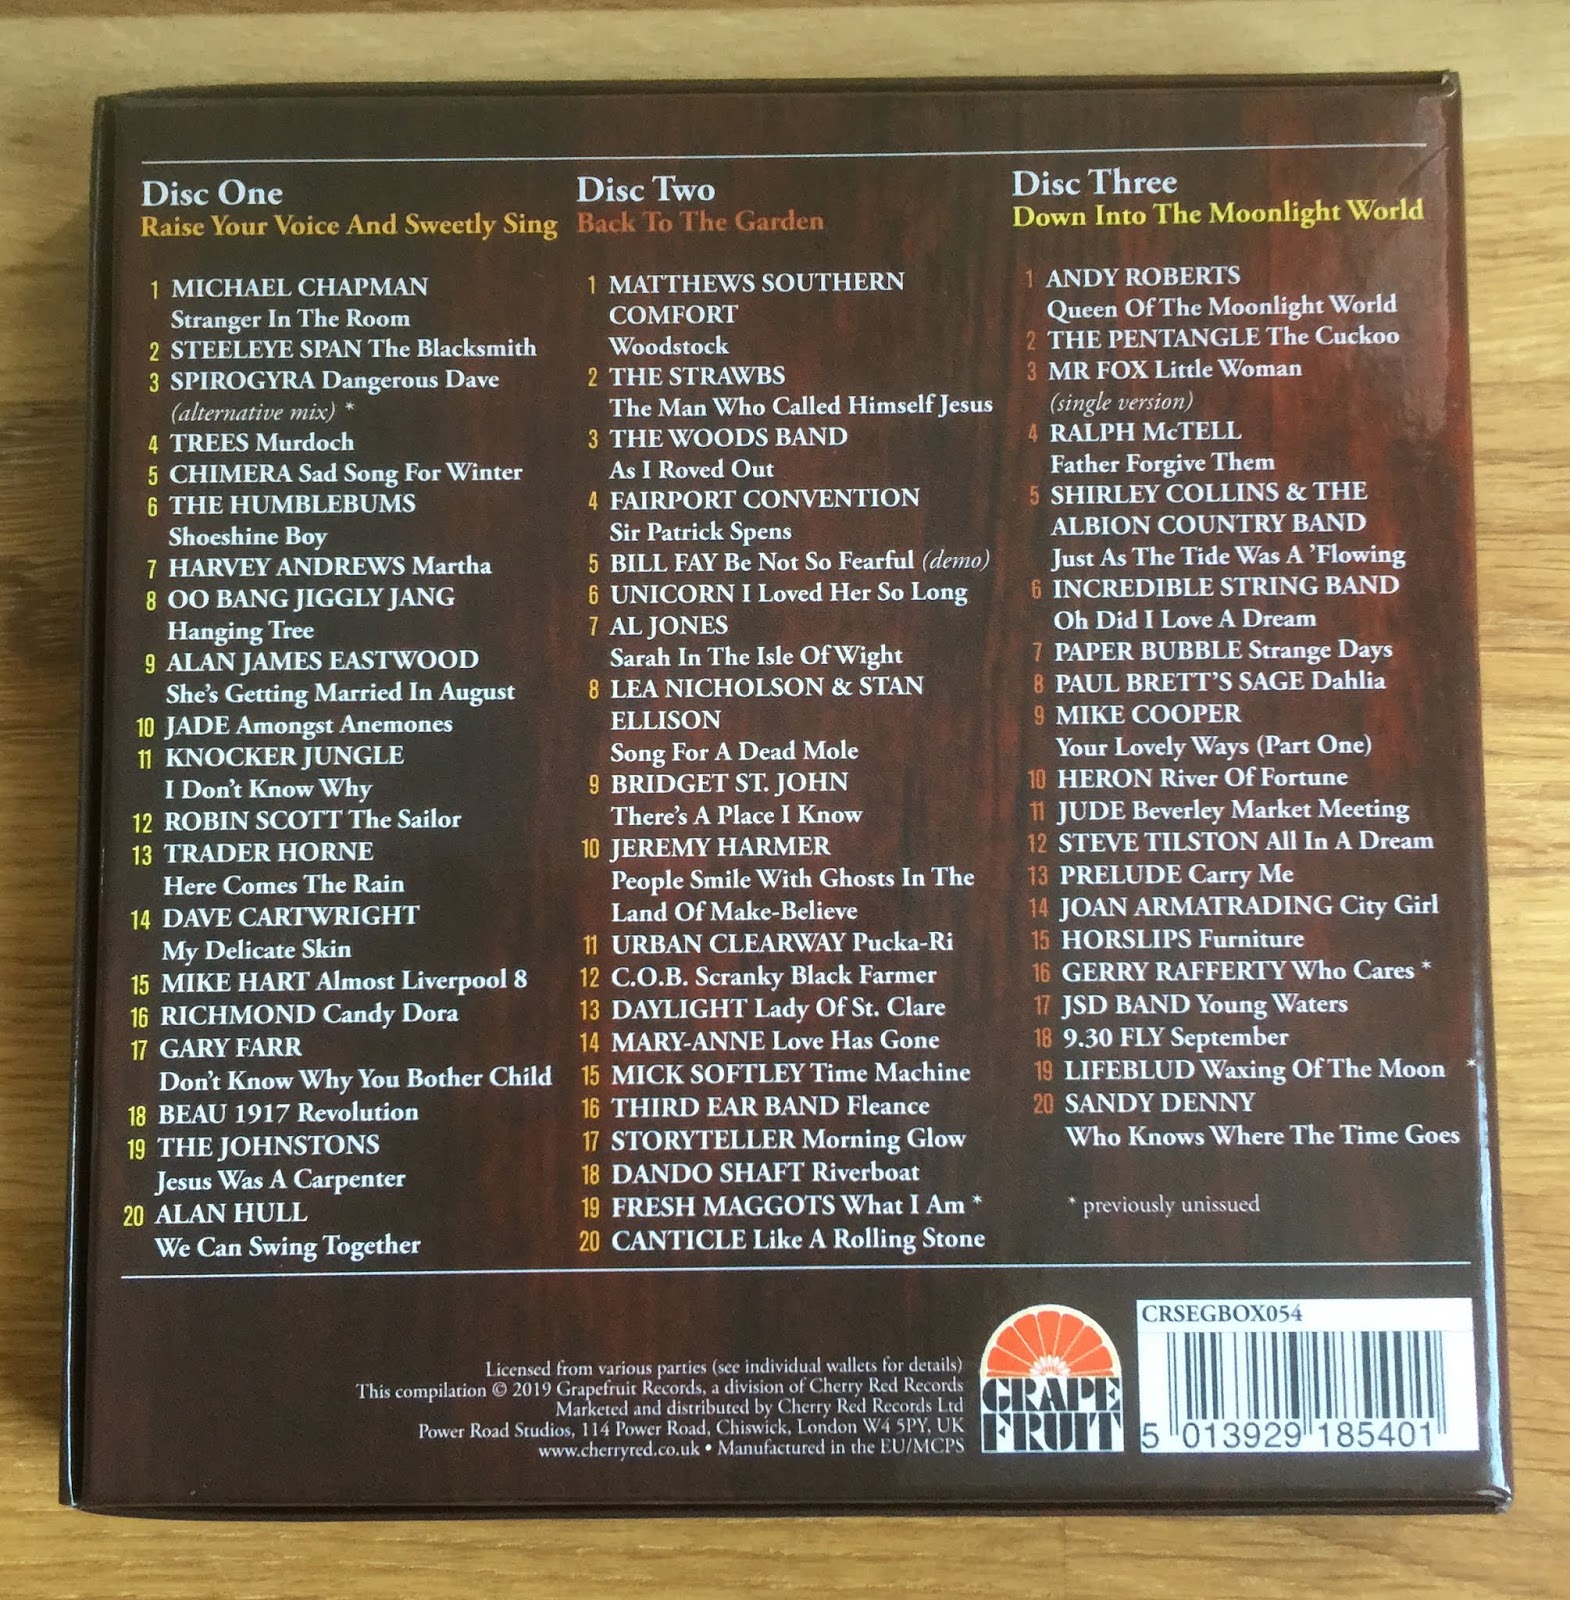 Disc One
Raise Your Voice And Sweetly Sing
1 MICHAEL CHAPMAN
Stranger In The Room
2 STEELEYE SPAN The Blacksmith
3 SPIROGYRA Dangerous Dave
(alternative mix) *
4 TREES Murdoch
5 CHIMERA Sad Song For Winter
6 THE HUMBLEBUMS
Shoeshine Boy
7 HARVEY ANDREWS Martha
8 OO BANG JIGGLY JANG
Hanging Tree
9 ALAN JAMES EASTWOOD
She's Getting Married In August
10 JADE Amongst Anemones
11 KNOCKER JUNGLE
I Don't Know Why
12 ROBIN SCOTT The Sailor
13 TRADER HORNE
Here Comes The Rain
14 DAVE CARTWRIGHT
My Delicate Skin
15 MIKE HART Almost Liverpool 8
16 RICHMOND Candy Dora
17 GARY FARR
Don't Know Why You Bother Child
18 BEAU 1917 Revolution
19 THE JOHNSTONS
Jesus Was A Carpenter
20 ALAN HULL
We Can Swing Together
Disc Two
Back To The Garden
1 MATTHEWS SOUTHERN
COMFORT
Woodstock
2 THE STRAWBS
The Man Who Called Himself Jesus
3 THE WOODS BAND
As I Roved Out
4 FAIRPORT CONVENTION
Sir Patrick Spens
5 BILL FAY Be Not So Fearful (demo)
6 UNICORN I Loved Her So Long
7 AL JONES
Sarah In The Isle Of Wight
8 LEA NICHOLSON & STAN
ELLISON
Song For A Dead Mole
9 BRIDGET ST. JOHN
There's A Place I Know
10 JEREMY HARMER
People Smile With Ghosts In The
Land Of Make-Believe
11 URBAN CLEARWAY Pucka-Ri
12 C.O.B. Scranky Black Farmer
13 DAYLIGHT Lady Of St. Clare
14 MARY-ANNE Love Has Gone
15 MICK SOFTLEY Time Machine
16 THIRD EAR BAND Fleance
17 STORYTELLER Morning Glow
18 DANDO SHAFT Riverboat
19 FRESH MAGGOTS What I Am *
20 CANTICLE Like A Rolling Stone
Disc Three
Down Into The Moonlight World
1 ANDY ROBERTS
Queen Of The Moonlight World
2 THE PENTANGLE The Cuckoo
3 MR FOX Little Woman
(single version)
4 RALPH McTELL
Father Forgive Them
5 SHIRLEY COLLINS & THE
ALBION COUNTRY BAND
Just As The Tide Was A 'Flowing
6 INCREDIBLE STRING BAND
Oh Did I Love A Dream
7 PAPER BUBBLE Strange Days
8 PAUL BRETT'S SAGE Dahlia
9 MIKE COOPER
Your Lovely Ways (Part One)
10 HERON River Of Fortune
11 JUDE Beverley Market Meeting
12 STEVE TILSTON All In A Dream
13 PRELUDE Carry Me
14 JOAN ARMATRADING City Girl
15 HORSLIPS Furniture
16 GERRY RAFFERTY Who Cares *
17 JSD BAND Young Waters
18 9.30 FLY September
19 LIFEBLUD Waxing Of The Moon *
20 SANDY DENNY
Who Knows Where The Time Goes
* previously unissued
Licensed from various parties (see individual wallets for details)
This compilation © 2019 Grapefruit Records, a division of Cherry Red Records
Marketed and distributed by Cherry Red Records Ltd
Power Road Studios, 114 Power Road, Chiswick, London W4 5PY, UK
www.cherryred.co.uk • Manufactured in the EU/MCPS
GRAPE
FRUIT
CRSEGBOX054
5 013929 185401